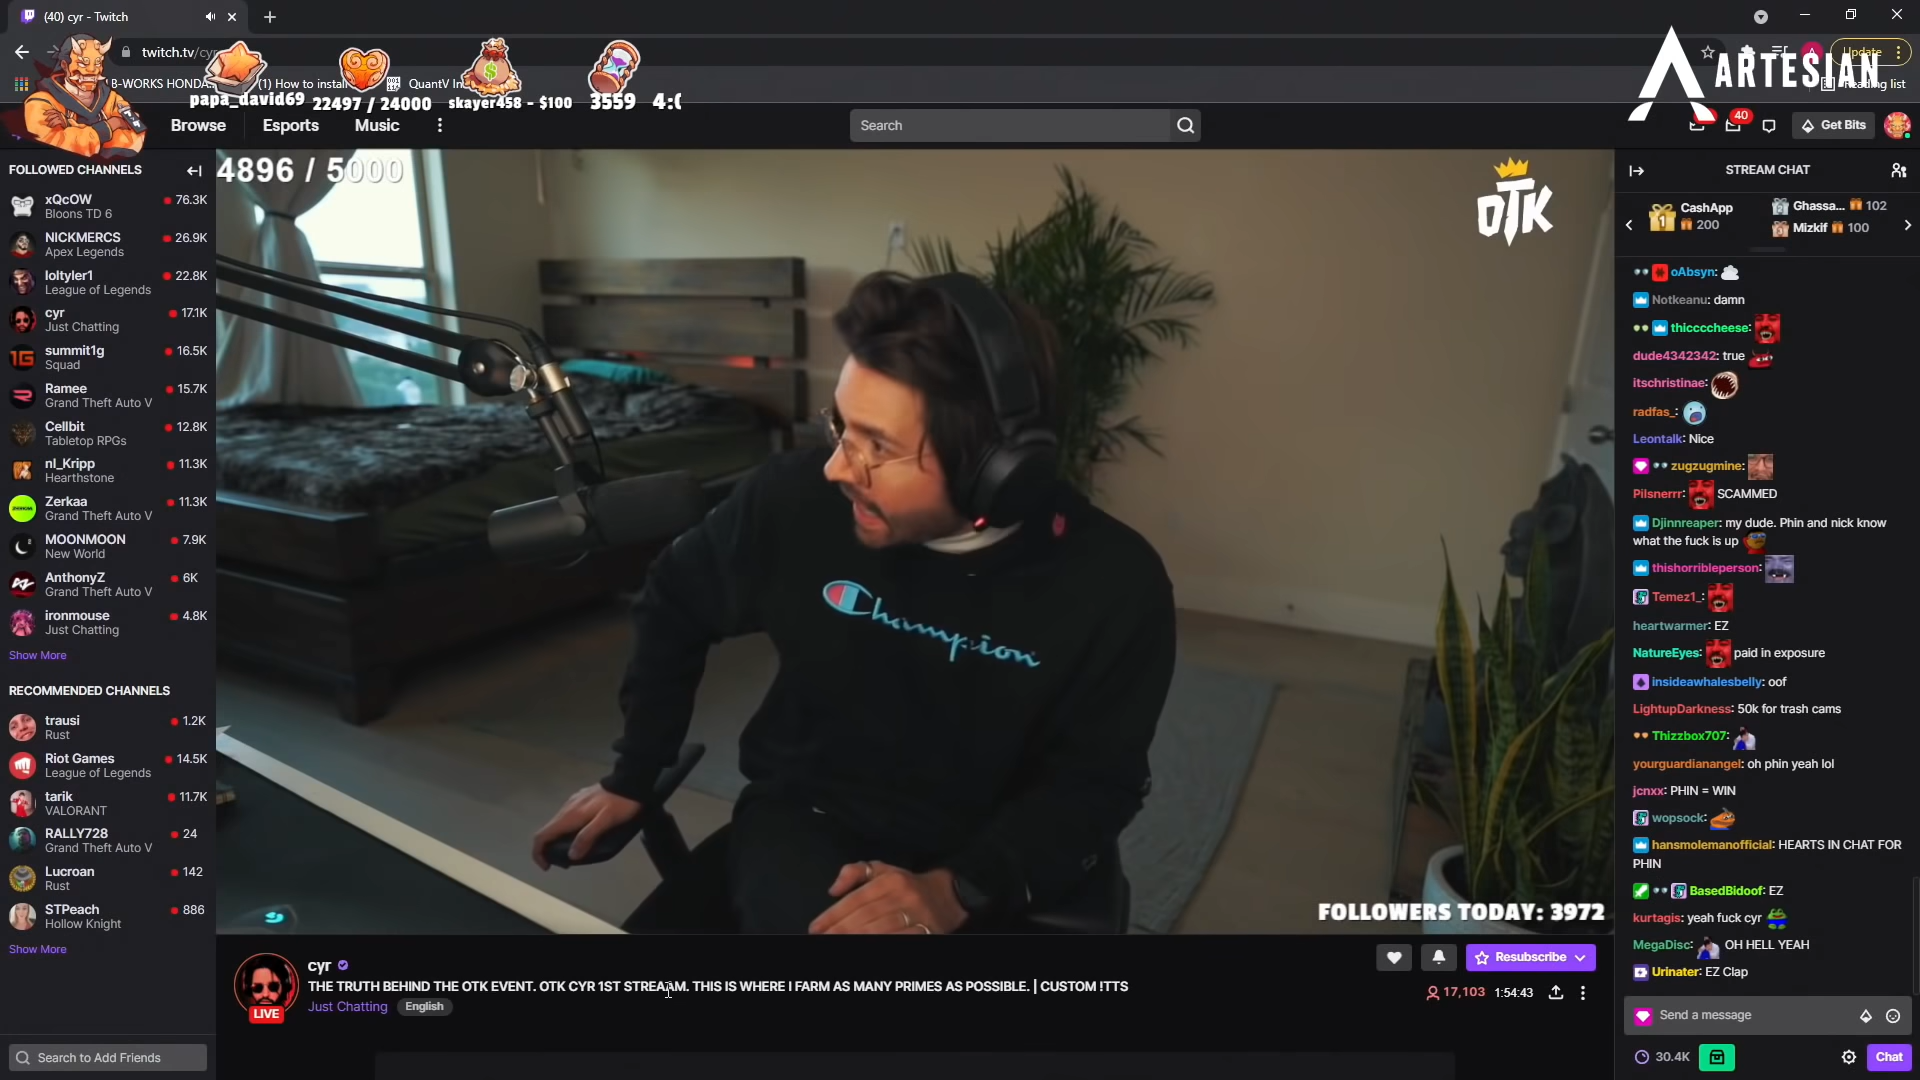 (40) cyr - Twitch
twitch.tv/cyr
Update
B-WORKS HONDA
(1) How to install
QuantV In
Reading list
papa_david69
22497 / 24000
skayer458 - $100
3559
4:(
ARTESIAN
Browse
Esports
Music
Search
40
Get Bits
FOLLOWED CHANNELS
xQcOW
76.3K
Bloons TD 6
NICKMERCS
26.9K
Apex Legends
loltyler1
22.8K
League of Legends
cyr
17.1K
Just Chatting
summit1g
16.5K
Squad
Ramee
15.7K
Grand Theft Auto V
Cellbit
12.8K
Tabletop RPGs
nl_Kripp
11.3K
Hearthstone
Zerkaa
11.3K
Grand Theft Auto V
MOONMOON
7.9K
New World
AnthonyZ
6K
Grand Theft Auto V
ironmouse
4.8K
Just Chatting
Show More
RECOMMENDED CHANNELS
trausi
1.2K
Rust
Riot Games
14.5K
League of Legends
tarik
11.7K
VALORANT
RALLY728
24
Grand Theft Auto V
Lucroan
142
Rust
STPeach
886
Hollow Knight
Show More
Search to Add Friends
4896 / 5000
OTK
Champion
FOLLOWERS TODAY: 3972
LIVE
cyr
THE TRUTH BEHIND THE OTK EVENT. OTK CYR 1ST STREAAM. THIS IS WHERE I FARM AS MANY PRIMES AS POSSIBLE. | CUSTOM !TTS
Just Chatting
English
Resubscribe
17,103
1:54:43
STREAM CHAT
1
CashApp
200
Ghassa...
102
Mizkif
100
oAbsyn:
Notkeanu: damn
thiccccheese:
dude4342342: true
itschristinae:
radfas_:
Leontalk: Nice
zugzugmine:
Pilsnerrr: SCAMMED
Djinnreaper: my dude. Phin and nick know
what the fuck is up
thishorribleperson:
Temez1_:
heartwarmer: EZ
NatureEyes: paid in exposure
insideawhalesbelly: oof
LightupDarkness: 50k for trash cams
Thizzbox707:
yourguardianangel: oh phin yeah lol
jcnxx: PHIN = WIN
wopsock:
hansmolemanofficial: HEARTS IN CHAT FOR
PHIN
BasedBidoof: EZ
kurtagis: yeah fuck cyr
MegaDisc: OH HELL YEAH
Urinater: EZ Clap
Send a message
30.4K
Chat